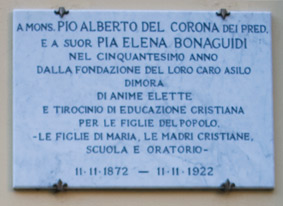 A MONS. PIO ALBERTO DEL CORONA DEI PRED.
E A SUOR PIA ELENA BONAGUIDI
NEL CINQUANTESIMO ANNO
DALLA FONDAZIONE DEL LORO CARO ASILO
DIMORA
DI ANIME ELETTE
E TIROCINIO DI EDUCAZIONE CRISTIANA
PER LE FIGLIE DEL POPOLO.
-LE FIGLIE DI MARIA, LE MADRI CRISTIANE,
SCUOLA E ORATORIO-
11·11·1872 — 11·11·1922